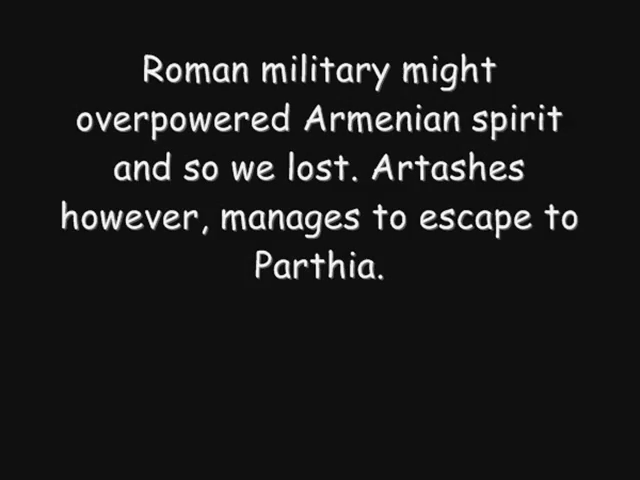 Roman military might
overpowered Armenian spirit
and so we lost. Artashes
however, manages to escape to
Parthia.